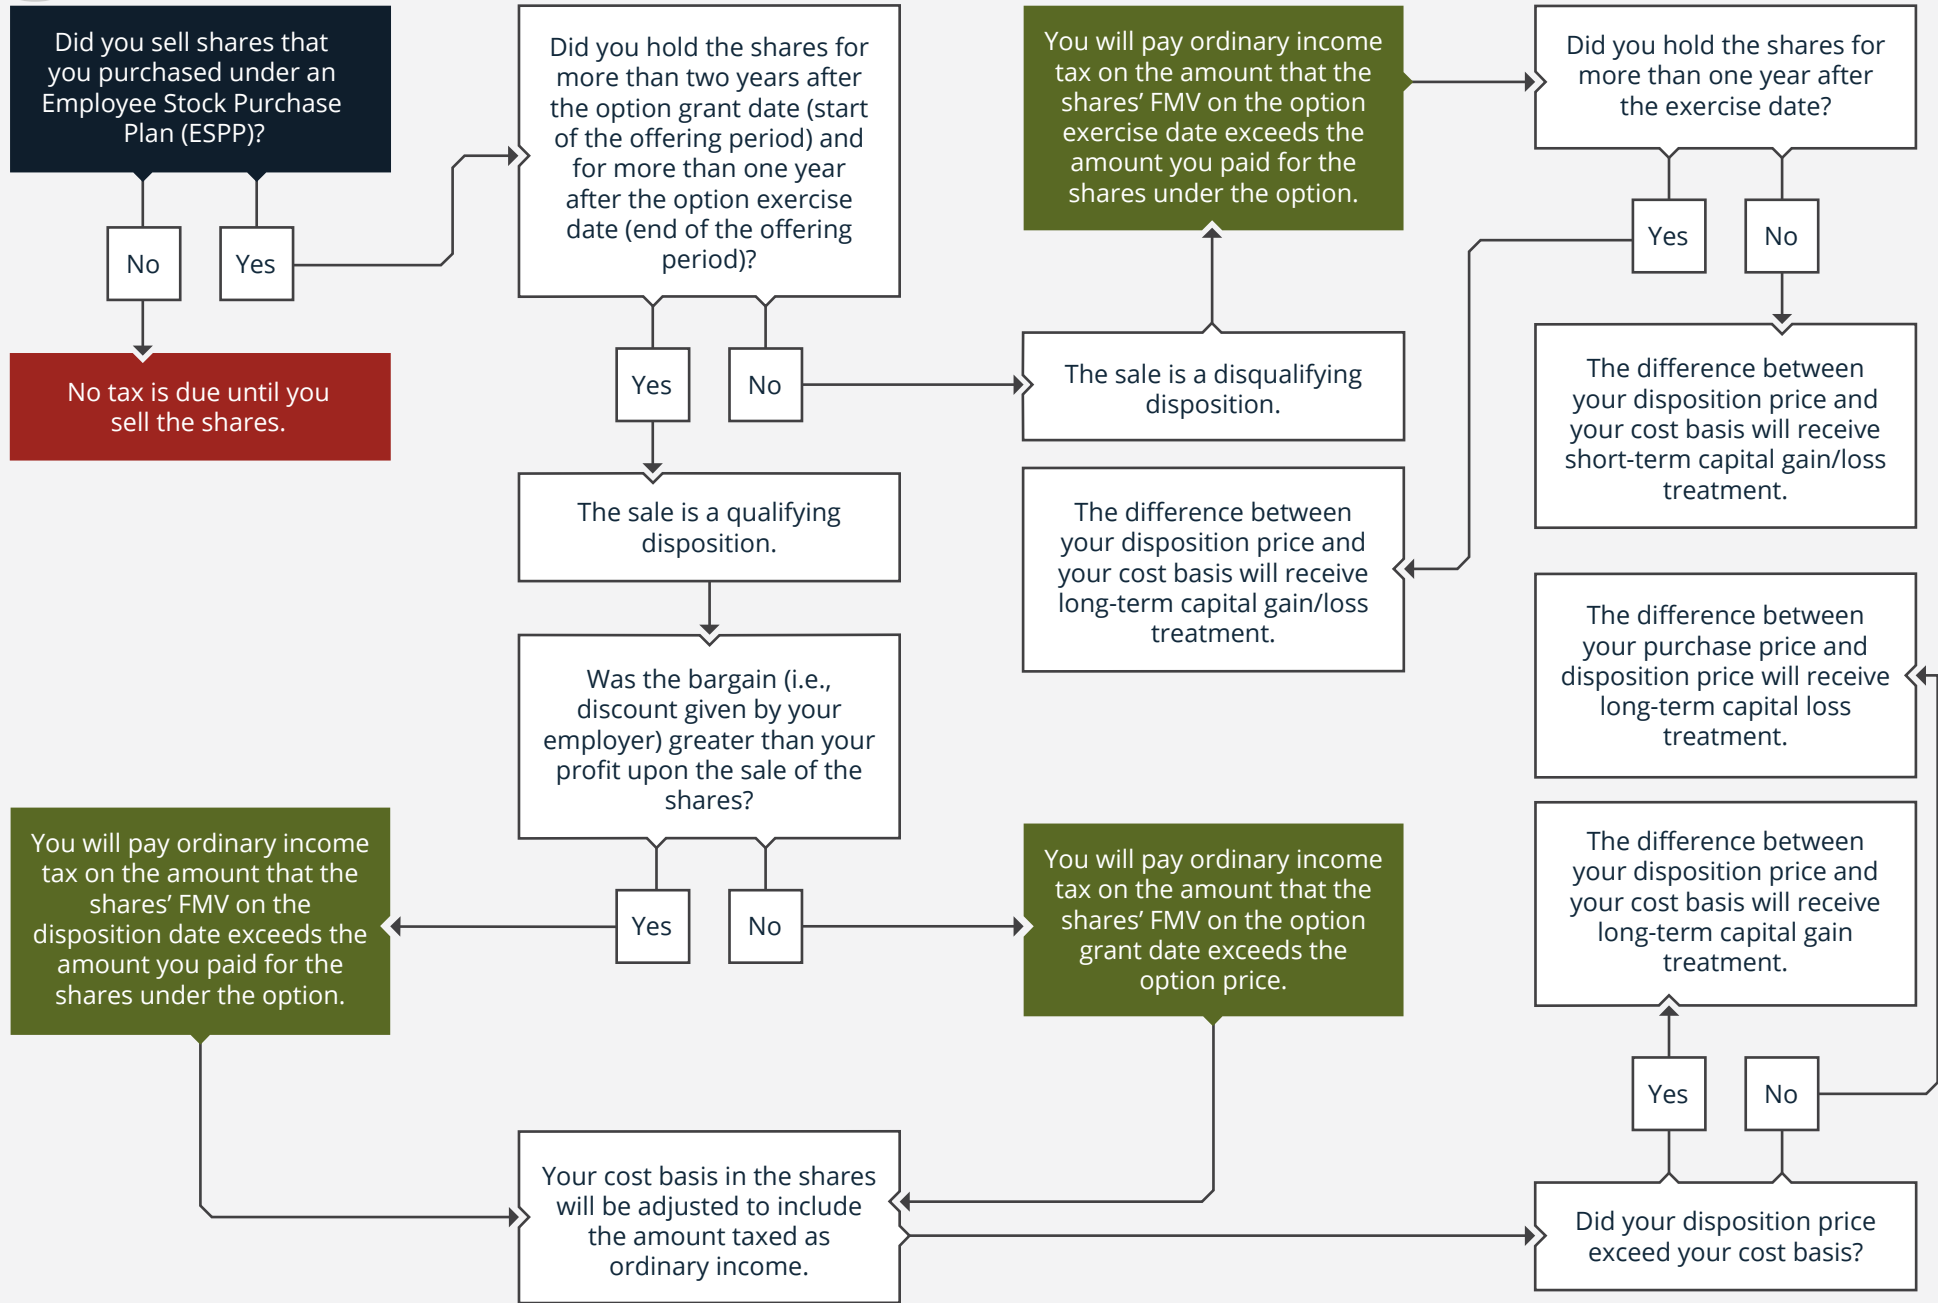 Did you sell shares that
you purchased under an
Employee Stock Purchase
Plan (ESPP)?
No
Yes
No tax is due until you
sell the shares.
Did you hold the shares for
more than two years after
the option grant date (start
of the offering period) and
for more than one year
after the option exercise
date (end of the offering
period)?
Yes
No
The sale is a disqualifying
disposition.
You will pay ordinary income
tax on the amount that the
shares' FMV on the option
exercise date exceeds the
amount you paid for the
shares under the option.
Did you hold the shares for
more than one year after
the exercise date?
Yes
No
The difference between
your disposition price and
your cost basis will receive
short-term capital gain/loss
treatment.
The difference between
your disposition price and
your cost basis will receive
long-term capital gain/loss
treatment.
The sale is a qualifying
disposition.
Was the bargain (i.e.,
discount given by your
employer) greater than your
profit upon the sale of the
shares?
Yes
No
You will pay ordinary income
tax on the amount that the
shares' FMV on the
disposition date exceeds the
amount you paid for the
shares under the option.
You will pay ordinary income
tax on the amount that the
shares' FMV on the option
grant date exceeds the
option price.
Your cost basis in the shares
will be adjusted to include
the amount taxed as
ordinary income.
Did your disposition price
exceed your cost basis?
Yes
No
The difference between
your disposition price and
your cost basis will receive
long-term capital gain
treatment.
The difference between
your purchase price and
disposition price will receive
long-term capital loss
treatment.